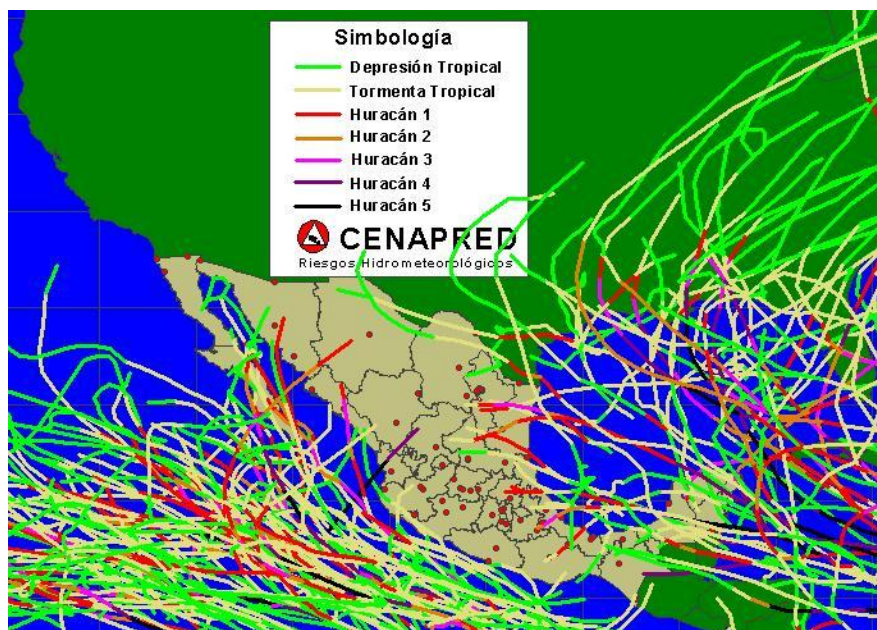 Simbología
Depresión Tropical
Tormenta Tropical
Huracán 1
Huracán 2
Huracán 3
Huracán 4
Huracán 5
CENAPRED
Riesgos Hidrometeorológicos